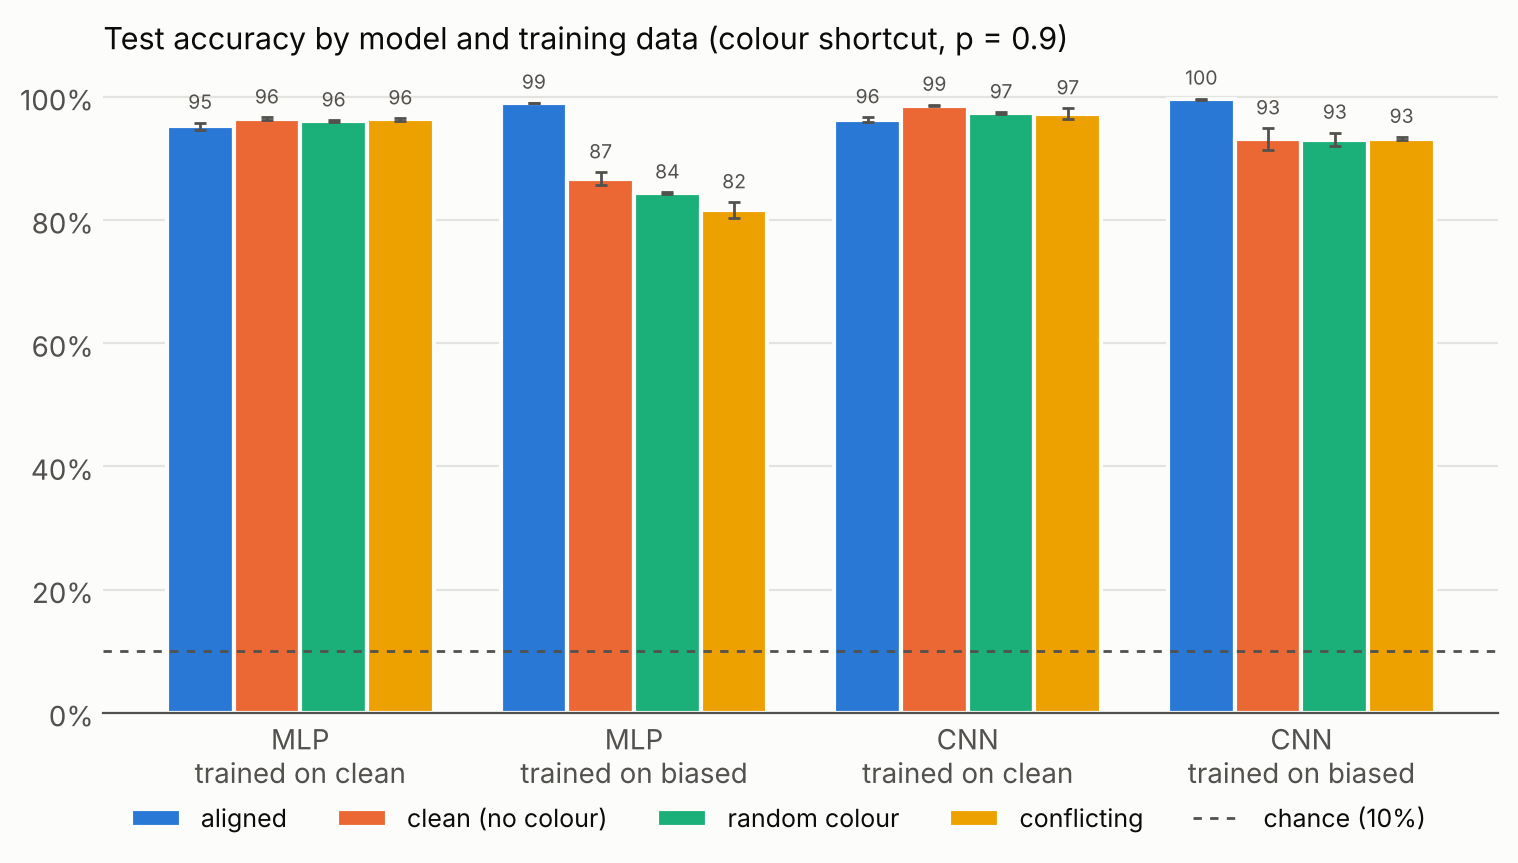 Test accuracy by model and training data (colour shortcut, p = 0.9)
100%
80%
60%
40%
20%
0%
95 96 96 96
99 87 84 82
96 99 97 97
100 93 93 93
MLP
trained on clean
MLP
trained on biased
CNN
trained on clean
CNN
trained on biased
aligned clean (no colour) random colour conflicting chance (10%)